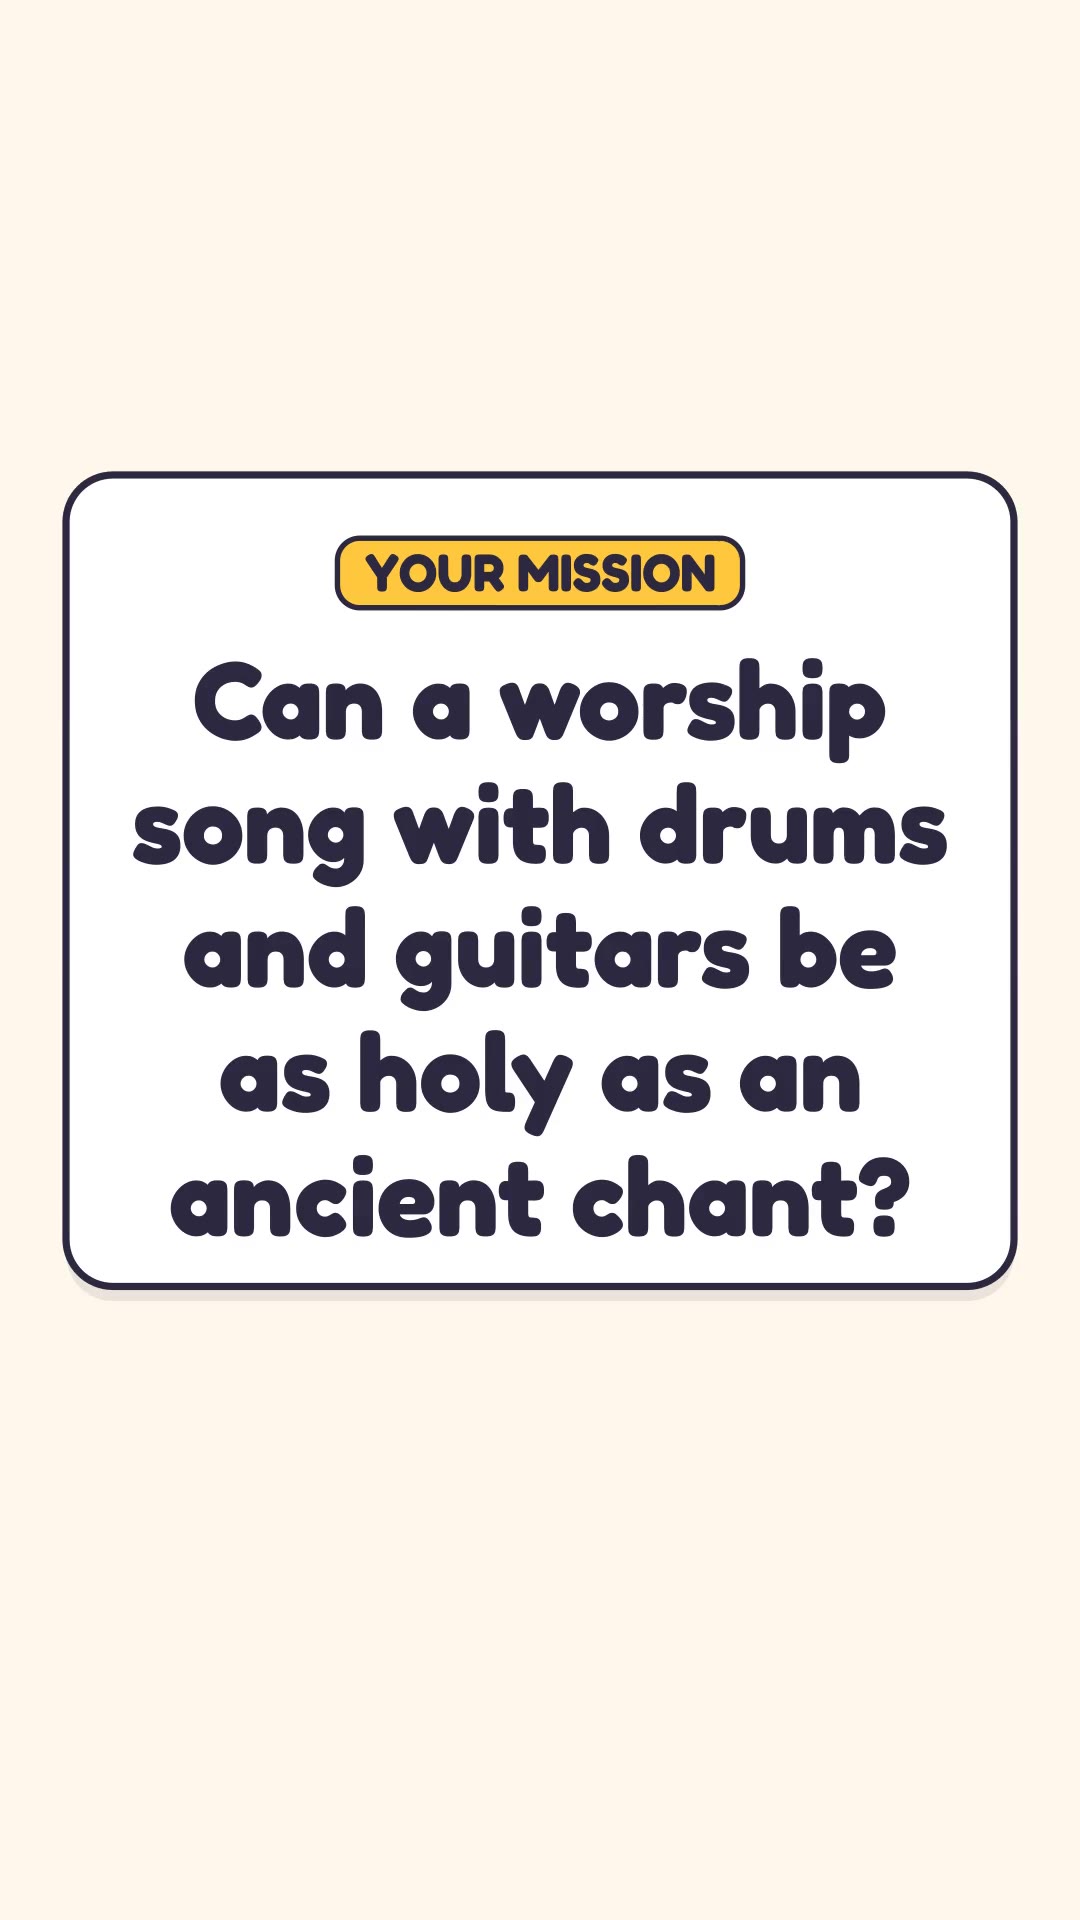 YOUR MISSION
Can a worship
song with drums
and guitars be
as holy as an
ancient chant?